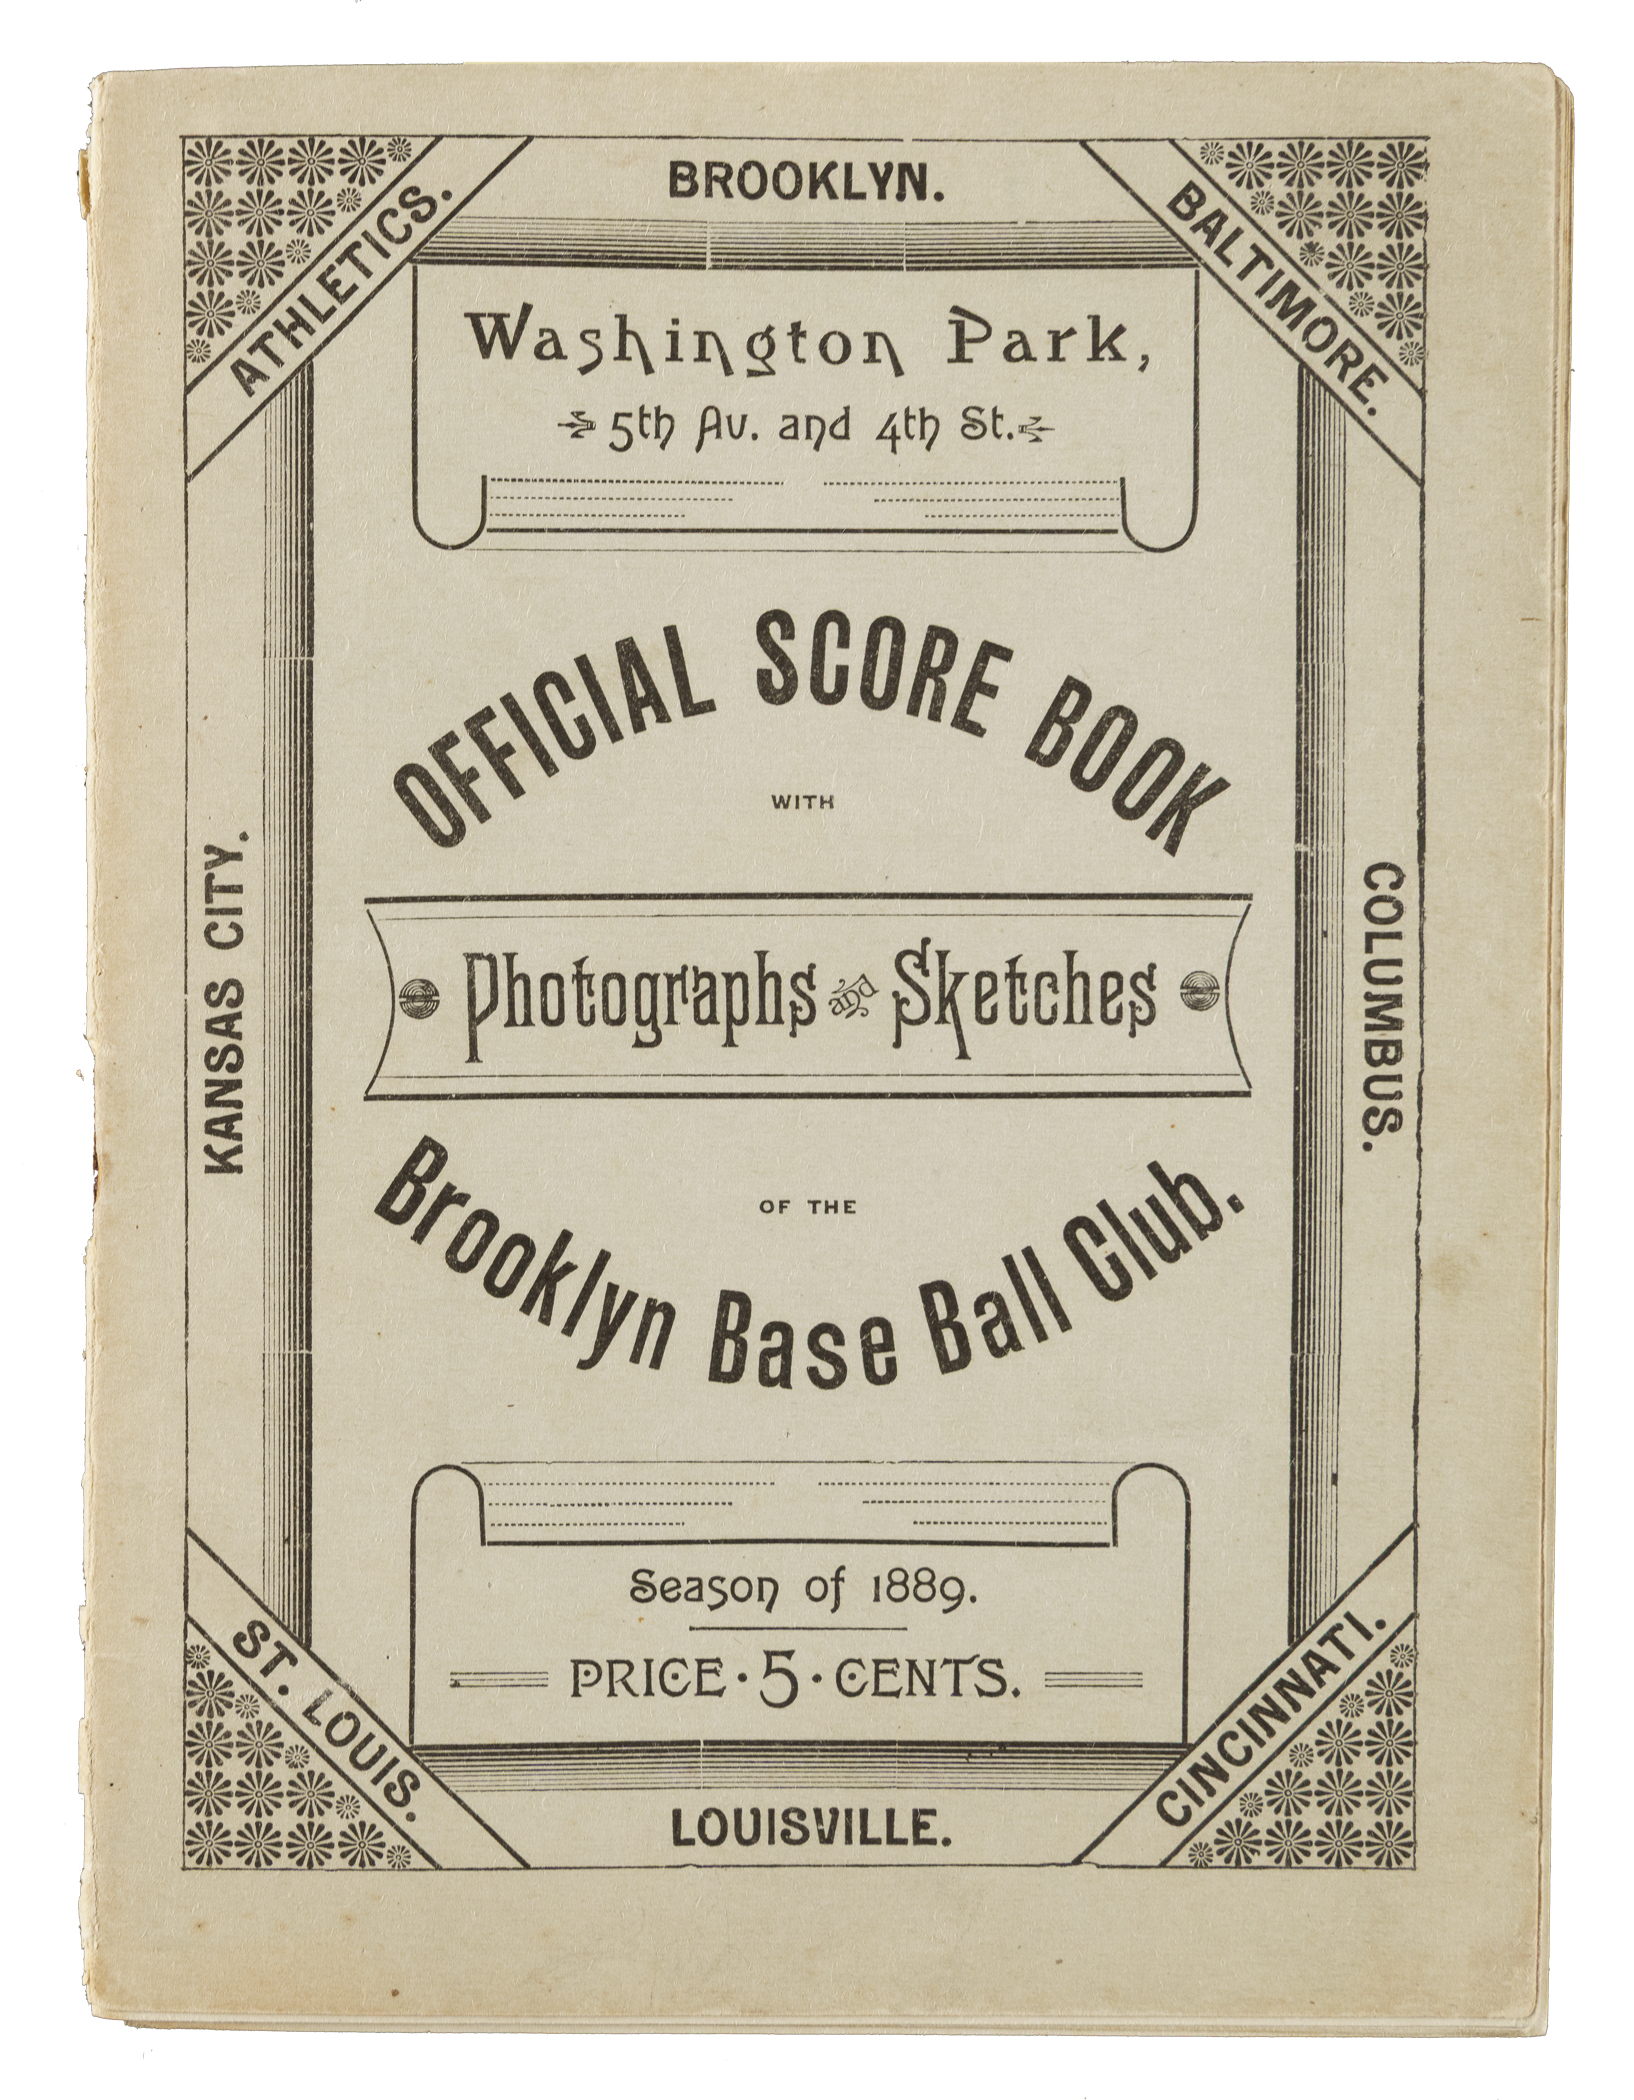 BROOKLYN.
ATHLETICS.
BALTIMORE.
Washington Park,
5th Av. and 4th St.
OFFICIAL SCORE BOOK
WITH
Photographs and Sketches
KANSAS CITY.
COLUMBUS.
OF THE
Brooklyn Base Ball Club.
Season of 1889.
PRICE · 5 · CENTS.
ST. LOUIS.
CINCINNATI.
LOUISVILLE.